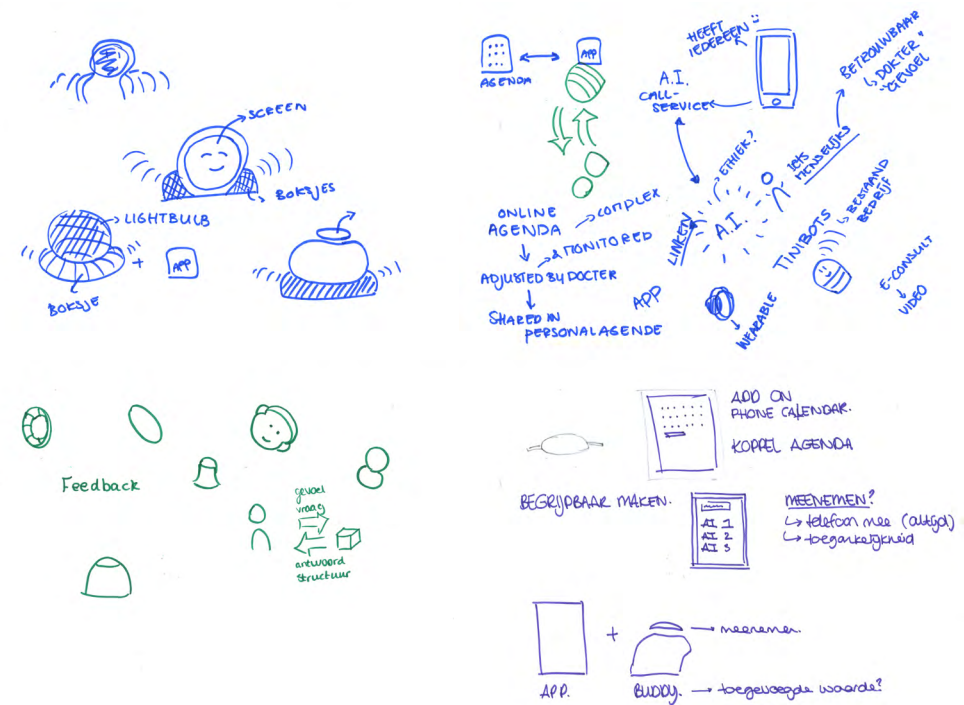 SCREEN
BOKSJES
LIGHTBULB
+
APP
BOKSJE
AGENDA
APP
HEEFT
IEDEREEN
A.I.
CALL-
SERVICE
BETROUWBAAR
↳ "DOKTER"
GEVOEL
ETHIEK?
IETS
MENSELIJKS
LINKEN
A.I.
TINIBOTS
↳ BESTAAND
BEDRIJF
E-CONSULT
↓ VIDEO
ONLINE
AGENDA
→ COMPLEX
→ MONITORED
ADJUSTED BY DOCTER
SHARED IN
PERSONAL AGENDE
APP
WEARABLE
Feedback
gevoel
vraag
antwoord
structuur
ADD ON
PHONE CALENDAR.
KOPPEL AGENDA
BEGRIJPBAAR MAKEN.
AI 1
AI 2
AI 3
MEENEMEN?
↳ telefoon mee (altijd)
↳ toegankelijkheid
+
→ meenemen.
APP.
BUDDY. → toegevoegde waarde?